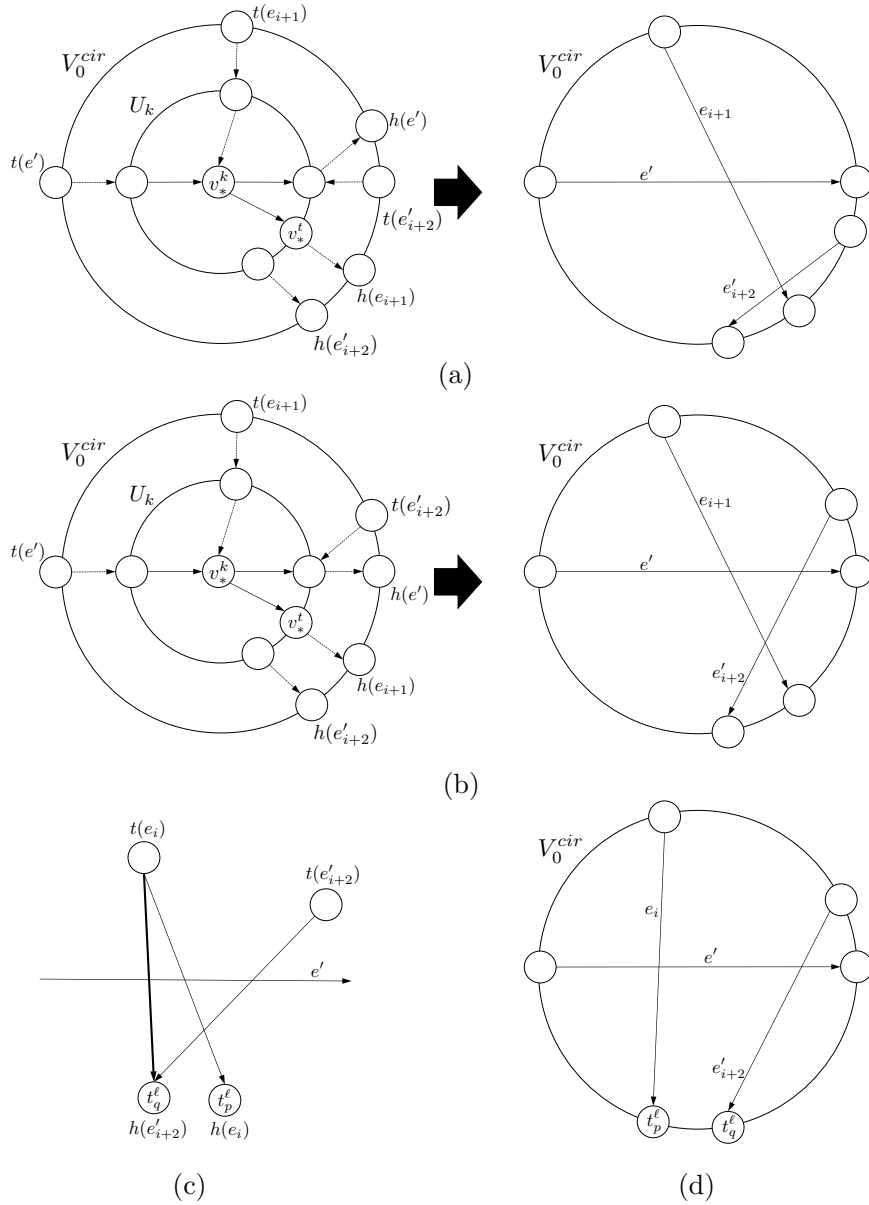 t(e_{i+1})
V_0^{cir}
V_0^{cir}
U_k
e_{i+1}
h(e')
t(e')
e'
v_*^k
t(e'_{i+2})
v_*^t
e'_{i+2}
h(e_{i+1})
h(e'_{i+2})
(a)
t(e_{i+1})
V_0^{cir}
V_0^{cir}
U_k
t(e'_{i+2})
e_{i+1}
t(e')
e'
v_*^k
h(e')
v_*^t
e'_{i+2}
h(e_{i+1})
h(e'_{i+2})
(b)
t(e_i)
V_0^{cir}
t(e'_{i+2})
e_i
e'
e'
e'_{i+2}
t_q^ℓ
t_p^ℓ
t_p^ℓ
t_q^ℓ
h(e'_{i+2})
h(e_i)
(c)
(d)